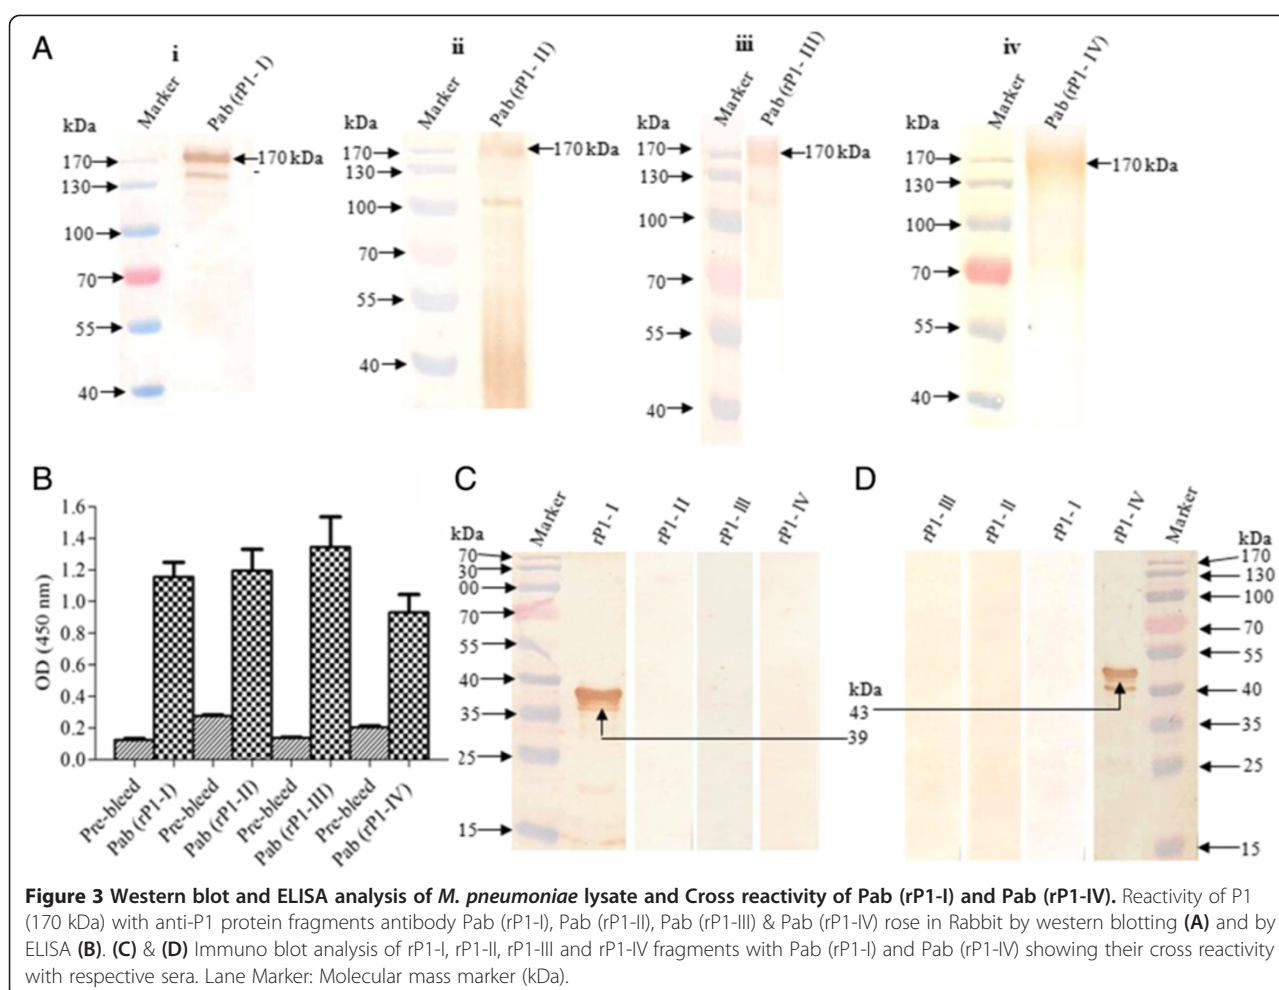 A
i
ii
iii
iv
Marker
Pab (rP1- I)
Marker
Pab (rP1- II)
Marker
Pab (rP1- III)
Marker
Pab (rP1- IV)
kDa
170
130
100
70
55
40
170 kDa
kDa
170
130
100
70
55
40
170 kDa
kDa
170
130
100
70
55
40
170 kDa
kDa
170
130
100
70
55
40
170 kDa
B
OD (450 nm)
1.6
1.4
1.2
1.0
0.8
0.6
0.4
0.2
0.0
Pre-bleed
Pab (rP1-I)
Pre-bleed
Pab (rP1-II)
Pre-bleed
Pab (rP1-III)
Pre-bleed
Pab (rP1-IV)
C
Marker
rP1- I
rP1- II
rP1- III
rP1- IV
kDa
70
30
00
70
55
40
35
25
15
kDa
43
39
D
rP1- III
rP1- II
rP1- I
rP1- IV
Marker
kDa
170
130
100
70
55
40
35
25
15
Figure 3 Western blot and ELISA analysis of M. pneumoniae lysate and Cross reactivity of Pab (rP1-I) and Pab (rP1-IV). Reactivity of P1
(170 kDa) with anti-P1 protein fragments antibody Pab (rP1-I), Pab (rP1-II), Pab (rP1-III) & Pab (rP1-IV) rose in Rabbit by western blotting (A) and by
ELISA (B). (C) & (D) Immuno blot analysis of rP1-I, rP1-II, rP1-III and rP1-IV fragments with Pab (rP1-I) and Pab (rP1-IV) showing their cross reactivity
with respective sera. Lane Marker: Molecular mass marker (kDa).